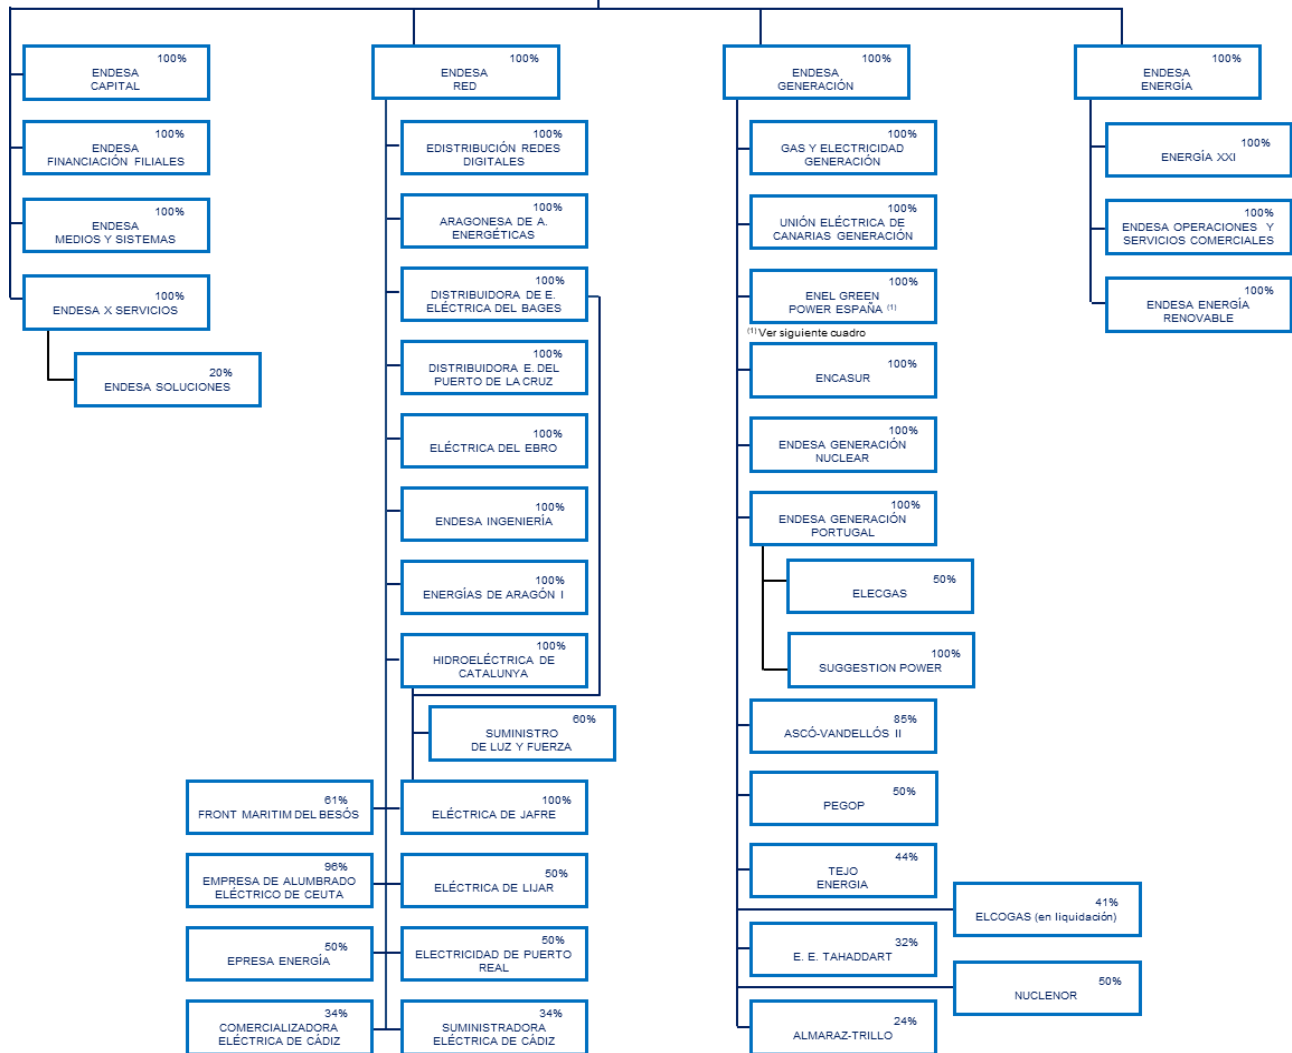 100%
ENDESA
CAPITAL
100%
ENDESA
FINANCIACIÓN FILIALES
100%
ENDESA
MEDIOS Y SISTEMAS
100%
ENDESA X SERVICIOS
20%
ENDESA SOLUCIONES
100%
ENDESA
RED
100%
EDISTRIBUCIÓN REDES
DIGITALES
100%
ARAGONESA DE A.
ENERGÉTICAS
100%
DISTRIBUIDORA DE E.
ELÉCTRICA DEL BAGES
100%
DISTRIBUIDORA E. DEL
PUERTO DE LA CRUZ
100%
ELÉCTRICA DEL EBRO
100%
ENDESA INGENIERÍA
100%
ENERGÍAS DE ARAGÓN I
100%
HIDROELÉCTRICA DE
CATALUNYA
60%
SUMINISTRO
DE LUZ Y FUERZA
61%
FRONT MARITIM DEL BESÓS
100%
ELÉCTRICA DE JAFRE
96%
EMPRESA DE ALUMBRADO
ELÉCTRICO DE CEUTA
50%
ELÉCTRICA DE LIJAR
50%
EPRESA ENERGÍA
50%
ELECTRICIDAD DE PUERTO
REAL
34%
COMERCIALIZADORA
ELÉCTRICA DE CÁDIZ
34%
SUMINISTRADORA
ELÉCTRICA DE CÁDIZ
100%
ENDESA
GENERACIÓN
100%
GAS Y ELECTRICIDAD
GENERACIÓN
100%
UNIÓN ELÉCTRICA DE
CANARIAS GENERACIÓN
100%
ENEL GREEN
POWER ESPAÑA (1)
(1) Ver siguiente cuadro
100%
ENCASUR
100%
ENDESA GENERACIÓN
NUCLEAR
100%
ENDESA GENERACIÓN
PORTUGAL
50%
ELECGAS
100%
SUGGESTION POWER
85%
ASCÓ-VANDELLÓS II
50%
PEGOP
44%
TEJO
ENERGIA
41%
ELCOGAS (en liquidación)
32%
E. E. TAHADDART
50%
NUCLENOR
24%
ALMARAZ-TRILLO
100%
ENDESA
ENERGÍA
100%
ENERGÍA XXI
100%
ENDESA OPERACIONES Y
SERVICIOS COMERCIALES
100%
ENDESA ENERGÍA
RENOVABLE